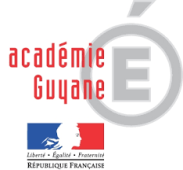 académie
Guyane
É
Liberté • Égalité • Fraternité
RÉPUBLIQUE FRANÇAISE